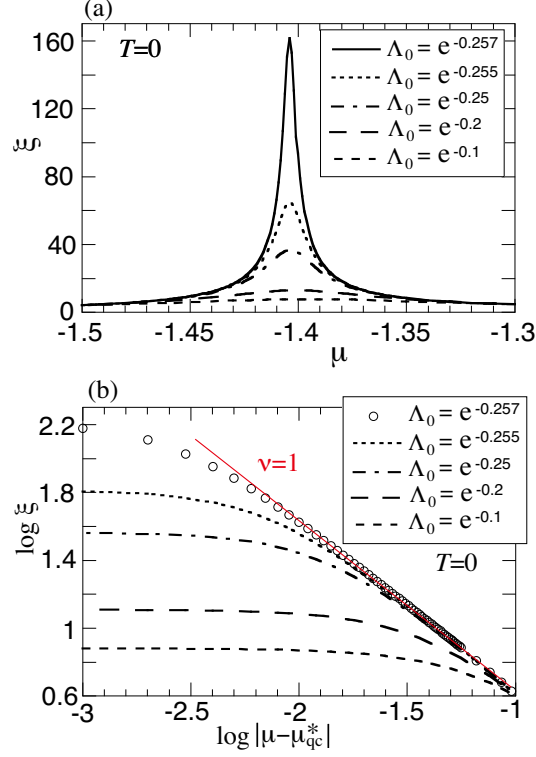 (a)
T=0
160
120
80
40
0
ξ
Λ₀ = e⁻⁰·²⁵⁷
Λ₀ = e⁻⁰·²⁵⁵
Λ₀ = e⁻⁰·²⁵
Λ₀ = e⁻⁰·²
Λ₀ = e⁻⁰·¹
-1.5 -1.45 -1.4 -1.35 -1.3
μ
(b)
2.2
1.8
1.4
1
0.6
log ξ
ν=1
Λ₀ = e⁻⁰·²⁵⁷
Λ₀ = e⁻⁰·²⁵⁵
Λ₀ = e⁻⁰·²⁵
Λ₀ = e⁻⁰·²
Λ₀ = e⁻⁰·¹
T=0
-3 -2.5 -2 -1.5 -1
log |μ−μ*qc|